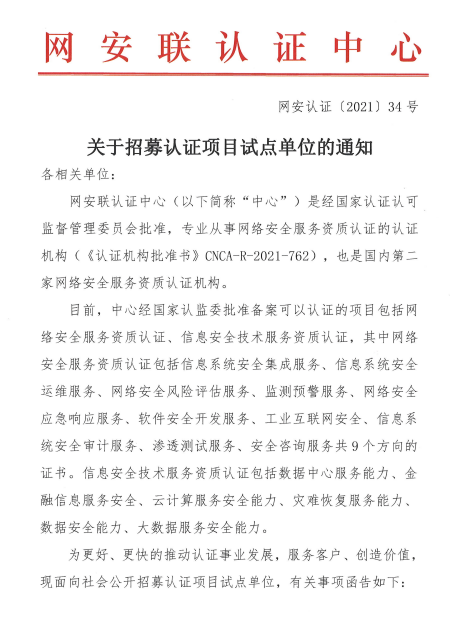 网安联认证中心
网安认证〔2021〕34 号
关于招募认证项目试点单位的通知
各相关单位：
网安联认证中心（以下简称“中心”）是经国家认证认可
监督管理委员会批准，专业从事网络安全服务资质认证的认证
机构（《认证机构批准书》CNCA-R-2021-762），也是国内第二
家网络安全服务资质认证机构。
目前，中心经国家认监委批准备案可以认证的项目包括网
络安全服务资质认证、信息安全技术服务资质认证，其中网络
安全服务资质认证包括信息系统安全集成服务、信息系统安全
运维服务、网络安全风险评估服务、监测预警服务、网络安全
应急响应服务、软件安全开发服务、工业互联网安全、信息系
统安全审计服务、渗透测试服务、安全咨询服务共 9 个方向的
证书。信息安全技术服务资质认证包括数据中心服务能力、金
融信息服务安全、云计算服务安全能力、灾难恢复服务能力、
数据安全能力、大数据服务安全能力。
为更好、更快的推动认证事业发展，服务客户、创造价值，
现面向社会公开招募认证项目试点单位，有关事项函告如下：